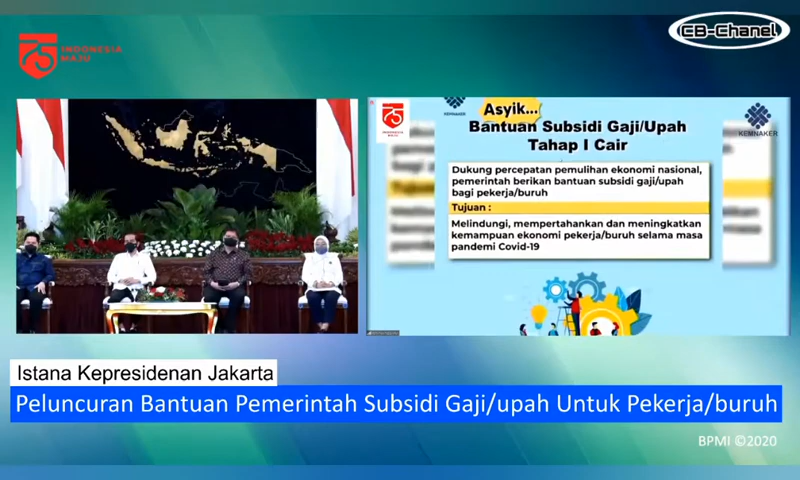 CB-Chanel
75 INDONESIA
MAJU
75
KEMNAKER
Asyik...
Bantuan Subsidi Gaji/Upah
Tahap I Cair
KEMNAKER
Dukung percepatan pemulihan ekonomi nasional,
pemerintah berikan bantuan subsidi gaji/upah
bagi pekerja/buruh
Tujuan :
Melindungi, mempertahankan dan meningkatkan
kemampuan ekonomi pekerja/buruh selama masa
pandemi Covid-19
Istana Kepresidenan Jakarta
Peluncuran Bantuan Pemerintah Subsidi Gaji/upah Untuk Pekerja/buruh
BPMI ©2020